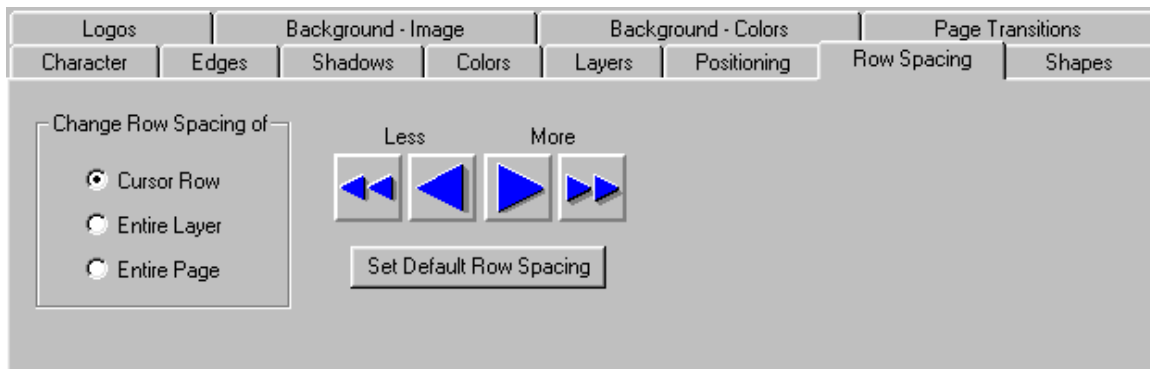 Logos Background - Image Background - Colors Page Transitions
Character Edges Shadows Colors Layers Positioning Row Spacing Shapes
Change Row Spacing of
Cursor Row
Entire Layer
Entire Page
Less More
Set Default Row Spacing